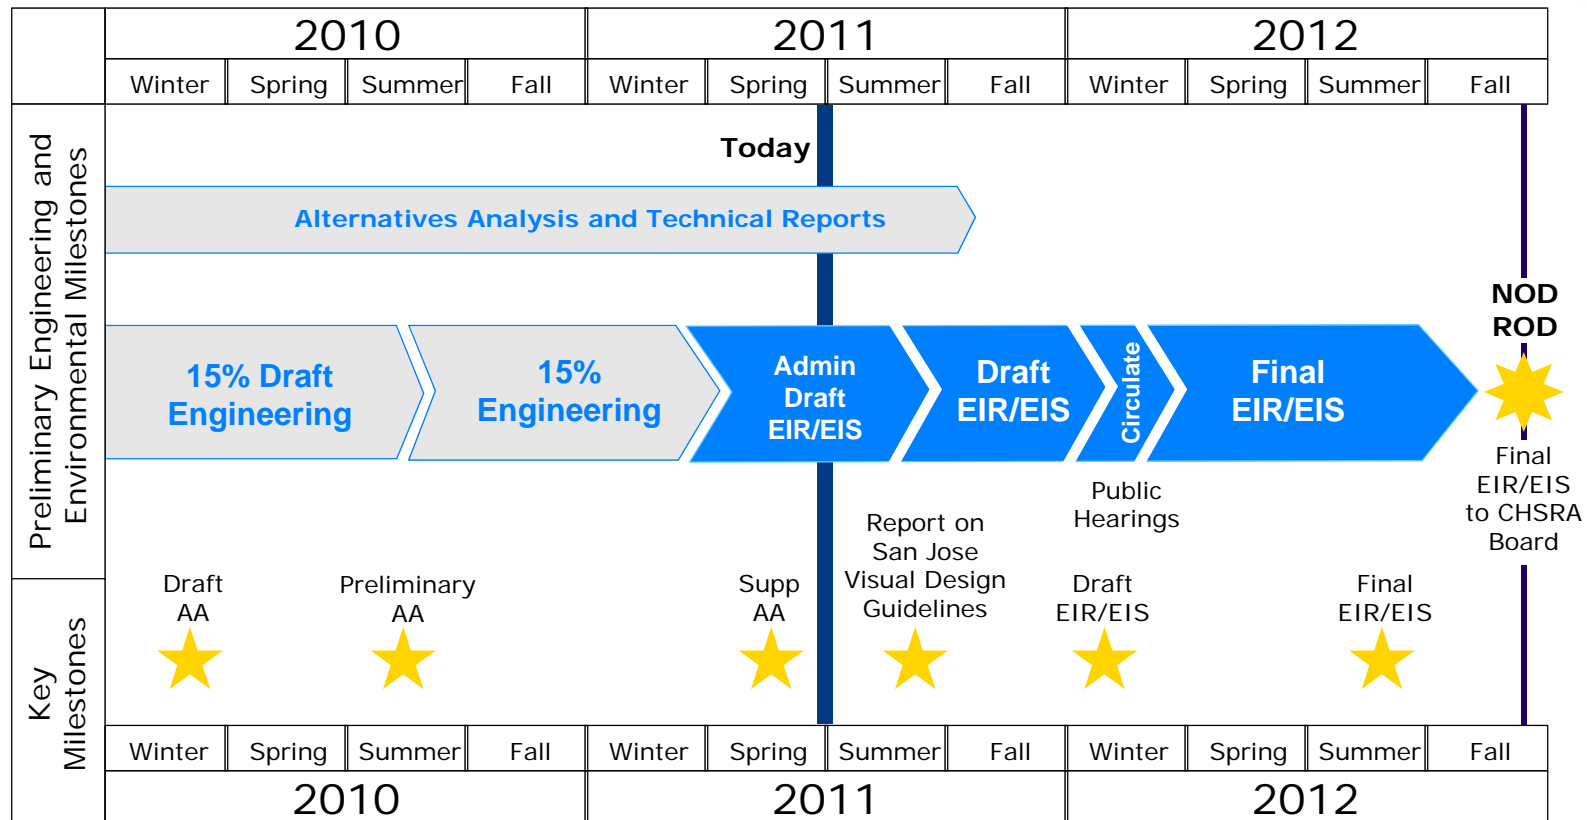 2010 2011 2012
Winter Spring Summer Fall Winter Spring Summer Fall Winter Spring Summer Fall
Preliminary Engineering and
Environmental Milestones
Today
Alternatives Analysis and Technical Reports
15% Draft
Engineering
15%
Engineering
Admin
Draft
EIR/EIS
Draft
EIR/EIS
Circulate
Final
EIR/EIS
NOD
ROD
Final
EIR/EIS
to CHSRA
Board
Public
Hearings
Key
Milestones
Draft
AA
Preliminary
AA
Supp
AA
Report on
San Jose
Visual Design
Guidelines
Draft
EIR/EIS
Final
EIR/EIS
Winter Spring Summer Fall Winter Spring Summer Fall Winter Spring Summer Fall
2010 2011 2012